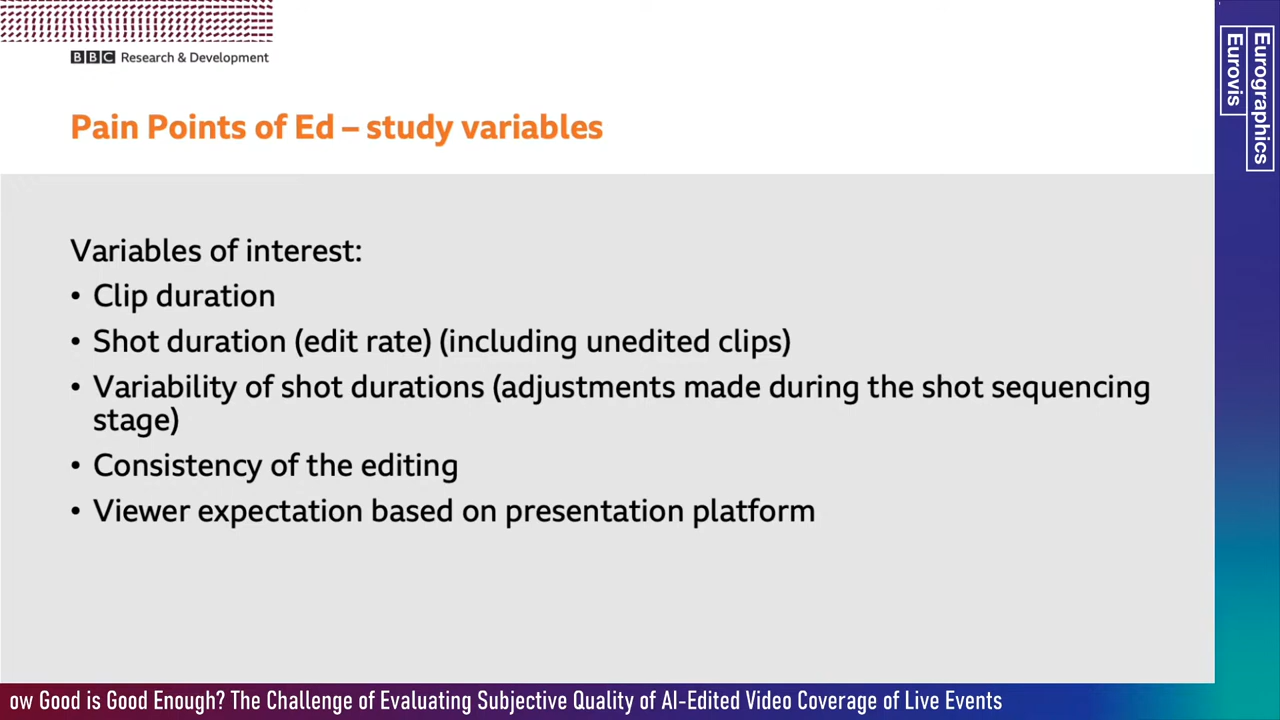 BBC Research & Development
Pain Points of Ed – study variables
Variables of interest:
• Clip duration
• Shot duration (edit rate) (including unedited clips)
• Variability of shot durations (adjustments made during the shot sequencing
stage)
• Consistency of the editing
• Viewer expectation based on presentation platform
Eurographics
Eurovis
ow Good is Good Enough? The Challenge of Evaluating Subjective Quality of AI-Edited Video Coverage of Live Events